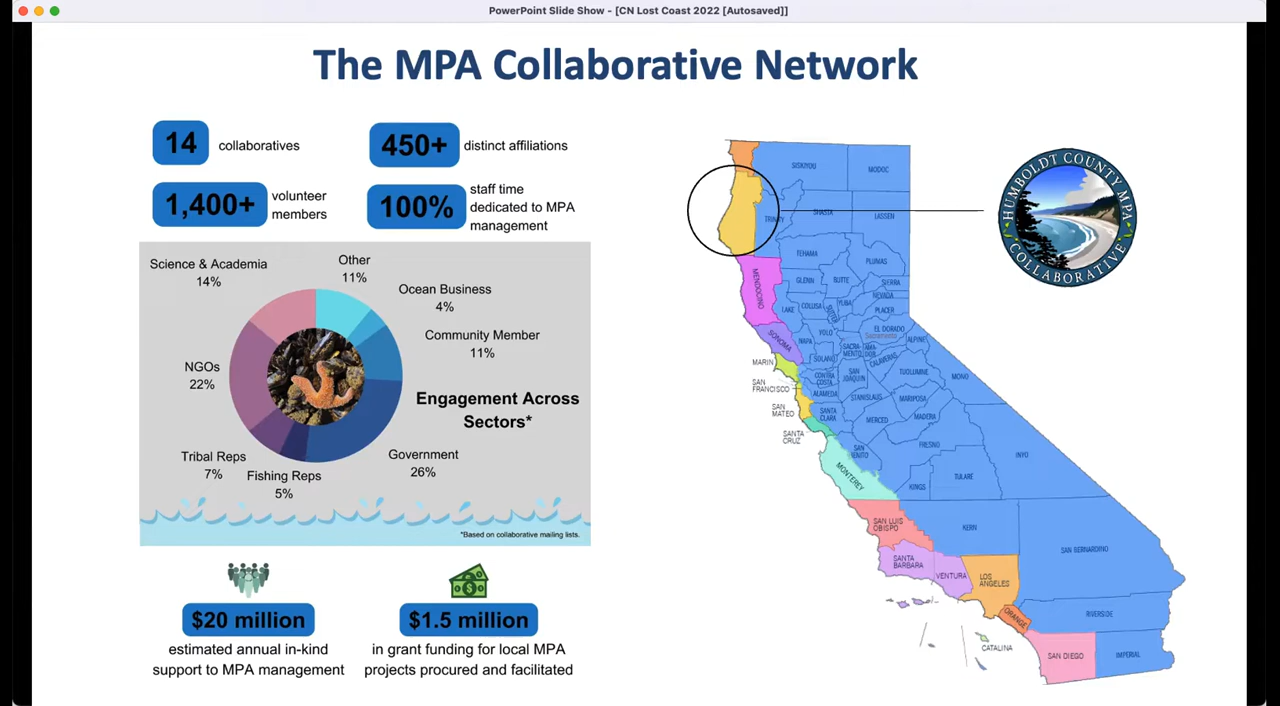 PowerPoint Slide Show - [CN Lost Coast 2022 [Autosaved]]
The MPA Collaborative Network
14
collaboratives
450+
distinct affiliations
1,400+
volunteer
members
100%
staff time
dedicated to MPA
management
Science & Academia
14%
Other
11%
Ocean Business
4%
Community Member
11%
NGOs
22%
Engagement Across
Sectors*
Tribal Reps
7%
Fishing Reps
5%
Government
26%
*Based on collaborative mailing lists.
$20 million
estimated annual in-kind
support to MPA management
$1.5 million
in grant funding for local MPA
projects procured and facilitated
HUMBOLDT COUNTY MPA
COLLABORATIVE
SISKIYOU
MODOC
TRINITY
SHASTA
LASSEN
TEHAMA
PLUMAS
MENDOCINO
GLENN
BUTTE
SIERRA
NEVADA
LAKE
COLUSA
SUTTER
YUBA
PLACER
SONOMA
NAPA
YOLO
EL DORADO
Sacramento
ALPINE
SACRA-
MENTO
AMA-
DOR
MARIN
SOLANO
CALAVERAS
SAN
FRANCISCO
CONTRA
COSTA
SAN
JOAQUIN
TUOLUMNE
MONO
ALAMEDA
SAN
MATEO
STANISLAUS
MARIPOSA
SANTA
CLARA
MERCED
MADERA
SANTA
CRUZ
SAN
BENITO
FRESNO
INYO
MONTEREY
KINGS
TULARE
SAN LUIS
OBISPO
KERN
SAN BERNARDINO
SANTA
BARBARA
VENTURA
LOS
ANGELES
ORANGE
RIVERSIDE
CATALINA
SAN DIEGO
IMPERIAL